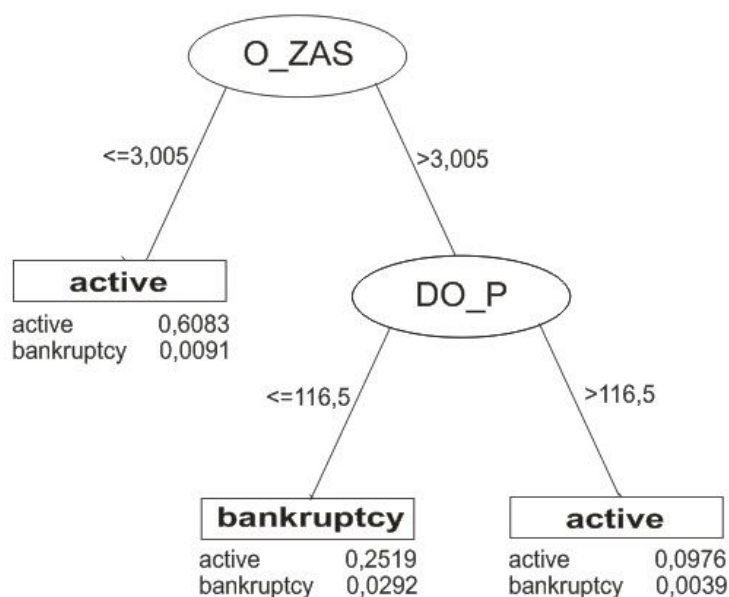 O_ZAS
<=3,005
>3,005
active
active 0,6083
bankruptcy 0,0091
DO_P
<=116,5
>116,5
bankruptcy
active 0,2519
bankruptcy 0,0292
active
active 0,0976
bankruptcy 0,0039